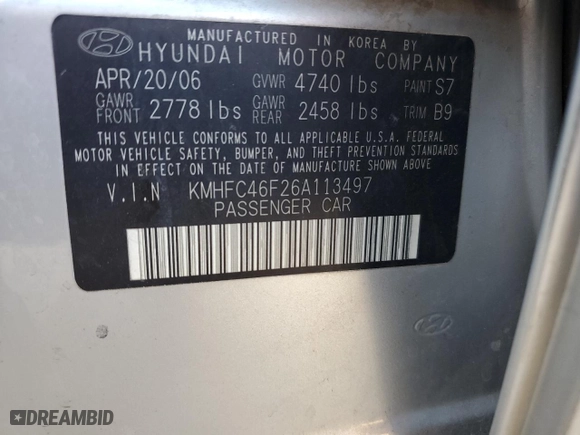 MANUFACTURED IN KOREA BY
HYUNDAI MOTOR COMPANY
APR/20/06 GVWR 4740 lbs PAINT S7
GAWR FRONT 2778 lbs GAWR REAR 2458 lbs TRIM B9
THIS VEHICLE CONFORMS TO ALL APPLICABLE U.S.A. FEDERAL
MOTOR VEHICLE SAFETY, BUMPER, AND THEFT PREVENTION STANDARDS
IN EFFECT ON THE DATE OF MANUFACTURE SHOWN ABOVE
V.I.N KMHFC46F26A113497
PASSENGER CAR
DREAMBID